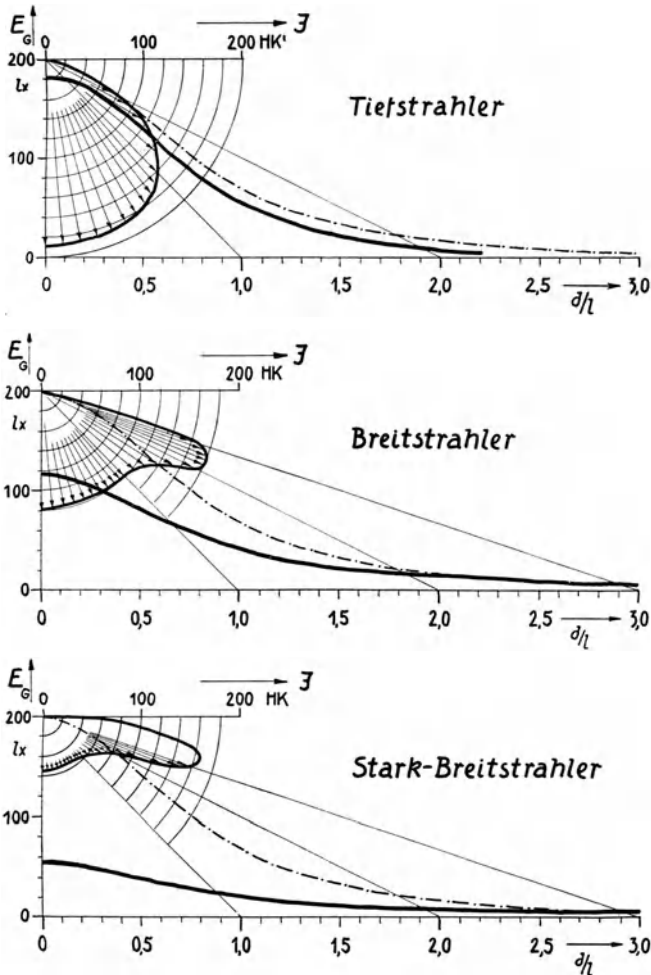 E_G 0 100 200 HK' J
200
lx
Tiefstrahler
100
0
0 0,5 1,0 1,5 2,0 2,5 3,0
d/l
E_G 0 100 200 HK J
200
lx
Breitstrahler
100
0
0 0,5 1,0 1,5 2,0 2,5 3,0
d/l
E_G 0 100 200 HK J
200
lx
Stark-Breitstrahler
100
0
0 0,5 1,0 1,5 2,0 2,5 3,0
d/l